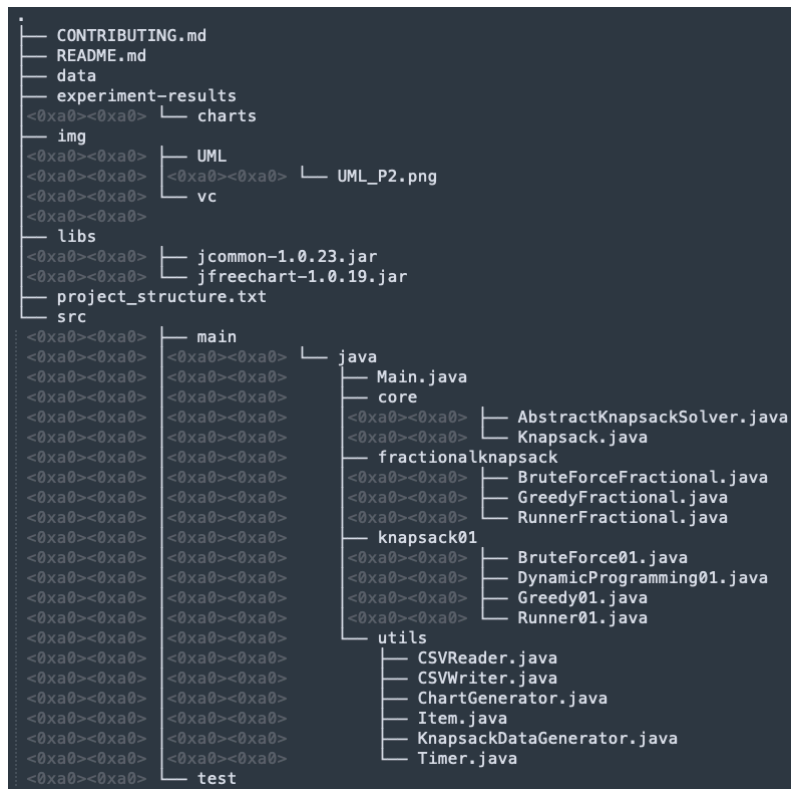 .
├── CONTRIBUTING.md
├── README.md
├── data
├── experiment-results
│<0xa0><0xa0> └── charts
├── img
│<0xa0><0xa0> ├── UML
│<0xa0><0xa0> │<0xa0><0xa0> └── UML_P2.png
│<0xa0><0xa0> └── vc
│<0xa0><0xa0>
├── libs
│<0xa0><0xa0> ├── jcommon-1.0.23.jar
│<0xa0><0xa0> └── jfreechart-1.0.19.jar
├── project_structure.txt
└── src
<0xa0><0xa0> ├── main
<0xa0><0xa0> │<0xa0><0xa0> └── java
<0xa0><0xa0> │<0xa0><0xa0>     ├── Main.java
<0xa0><0xa0> │<0xa0><0xa0>     ├── core
<0xa0><0xa0> │<0xa0><0xa0>     │<0xa0><0xa0> ├── AbstractKnapsackSolver.java
<0xa0><0xa0> │<0xa0><0xa0>     │<0xa0><0xa0> └── Knapsack.java
<0xa0><0xa0> │<0xa0><0xa0>     ├── fractionalknapsack
<0xa0><0xa0> │<0xa0><0xa0>     │<0xa0><0xa0> ├── BruteForceFractional.java
<0xa0><0xa0> │<0xa0><0xa0>     │<0xa0><0xa0> ├── GreedyFractional.java
<0xa0><0xa0> │<0xa0><0xa0>     │<0xa0><0xa0> └── RunnerFractional.java
<0xa0><0xa0> │<0xa0><0xa0>     ├── knapsack01
<0xa0><0xa0> │<0xa0><0xa0>     │<0xa0><0xa0> ├── BruteForce01.java
<0xa0><0xa0> │<0xa0><0xa0>     │<0xa0><0xa0> ├── DynamicProgramming01.java
<0xa0><0xa0> │<0xa0><0xa0>     │<0xa0><0xa0> ├── Greedy01.java
<0xa0><0xa0> │<0xa0><0xa0>     │<0xa0><0xa0> └── Runner01.java
<0xa0><0xa0> │<0xa0><0xa0>     └── utils
<0xa0><0xa0> │<0xa0><0xa0>         ├── CSVReader.java
<0xa0><0xa0> │<0xa0><0xa0>         ├── CSVWriter.java
<0xa0><0xa0> │<0xa0><0xa0>         ├── ChartGenerator.java
<0xa0><0xa0> │<0xa0><0xa0>         ├── Item.java
<0xa0><0xa0> │<0xa0><0xa0>         ├── KnapsackDataGenerator.java
<0xa0><0xa0> │<0xa0><0xa0>         └── Timer.java
<0xa0><0xa0> └── test